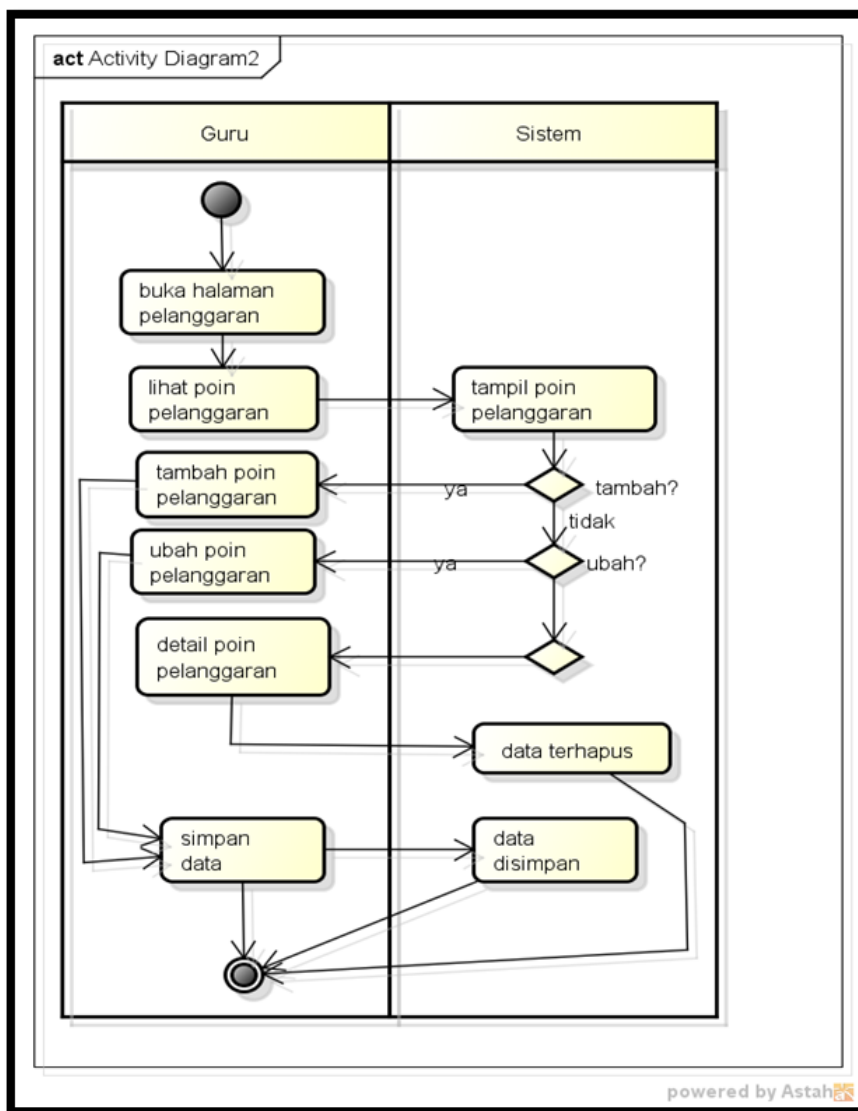 act Activity Diagram2
Guru
Sistem
buka halaman
pelanggaran
lihat poin
pelanggaran
tampil poin
pelanggaran
tambah poin
pelanggaran
ya
tambah?
tidak
ubah poin
pelanggaran
ya
ubah?
detail poin
pelanggaran
data terhapus
simpan
data
data
disimpan
powered by Astah